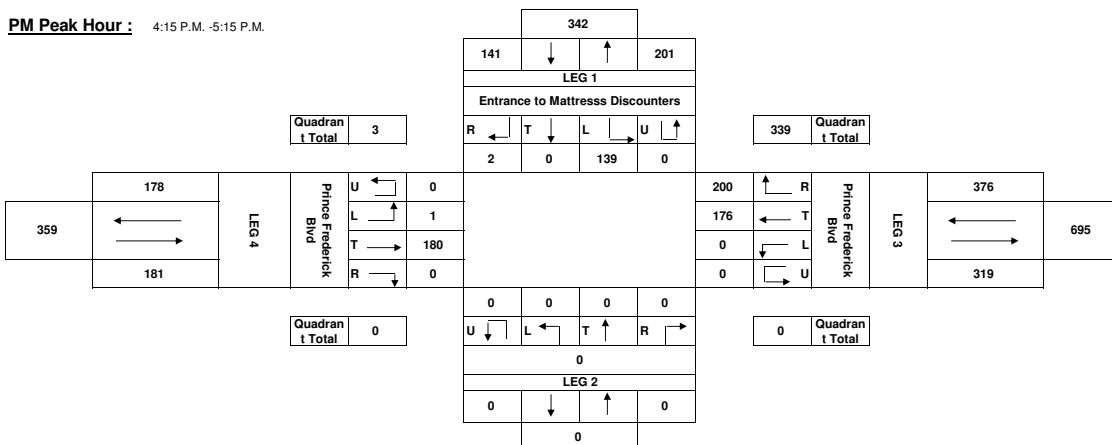 PM Peak Hour : 4:15 P.M. -5:15 P.M.
342
141 201
LEG 1
Entrance to Mattresss Discounters
Quadran
t Total
3
R T L U
339
Quadran
t Total
2 0 139 0
178
359
181
LEG 4
Prince Frederick
Blvd
U 0
L 1
T 180
R 0
200 R
176 T
0 L
0 U
Prince Frederick
Blvd
LEG 3
376
695
319
0 0 0 0
Quadran
t Total
0
U L T R
0
Quadran
t Total
0
LEG 2
0 0
0